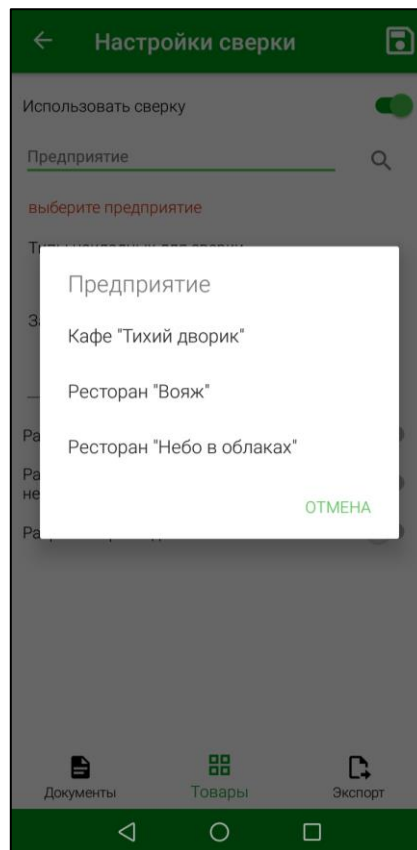 Настройки сверки
Использовать сверку
Предприятие
выберите предприятие
Предприятие
Кафе "Тихий дворик"
Ресторан "Вояж"
Ресторан "Небо в облаках"
ОТМЕНА
Документы
Товары
Экспорт